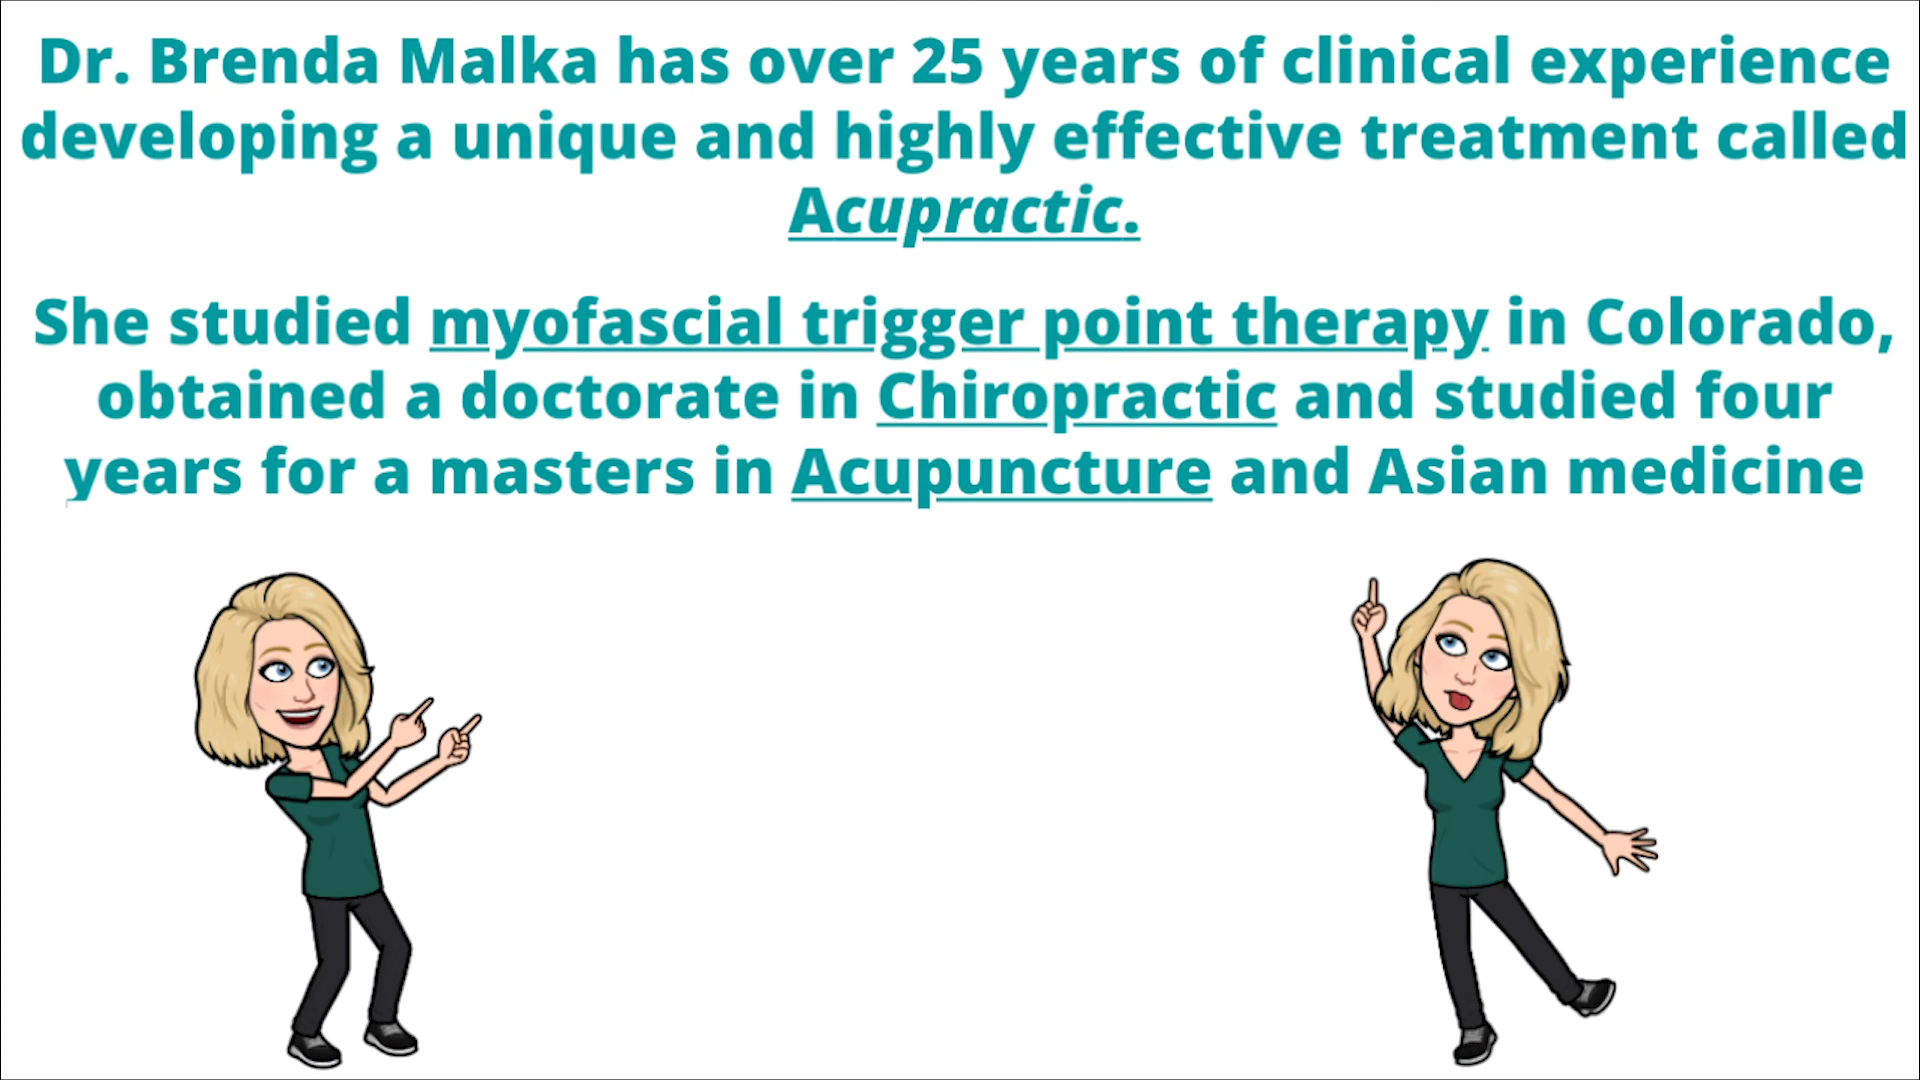 Dr. Brenda Malka has over 25 years of clinical experience
developing a unique and highly effective treatment called
Acupractic.
She studied myofascial trigger point therapy in Colorado,
obtained a doctorate in Chiropractic and studied four
years for a masters in Acupuncture and Asian medicine